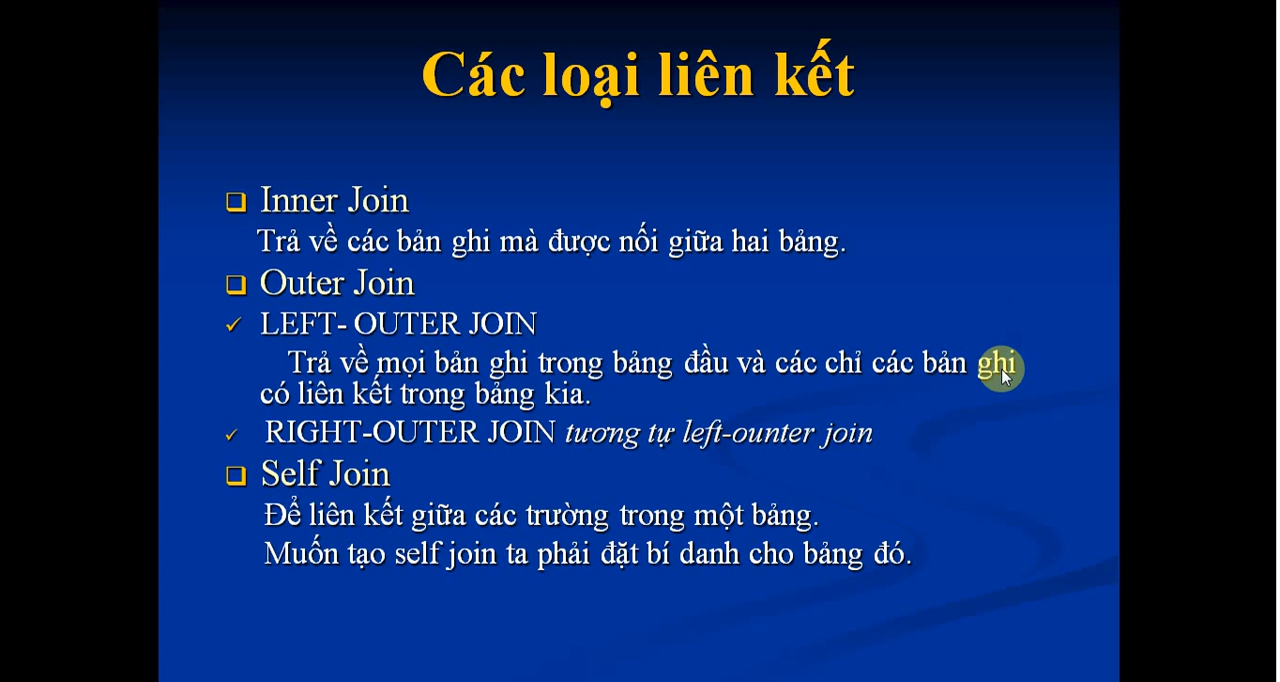 Các loại liên kết
Inner Join
Trả về các bản ghi mà được nối giữa hai bảng.
Outer Join
LEFT- OUTER JOIN
Trả về mọi bản ghi trong bảng đầu và các chỉ các bản ghi
có liên kết trong bảng kia.
RIGHT-OUTER JOIN tương tự left-ounter join
Self Join
Để liên kết giữa các trường trong một bảng.
Muốn tạo self join ta phải đặt bí danh cho bảng đó.